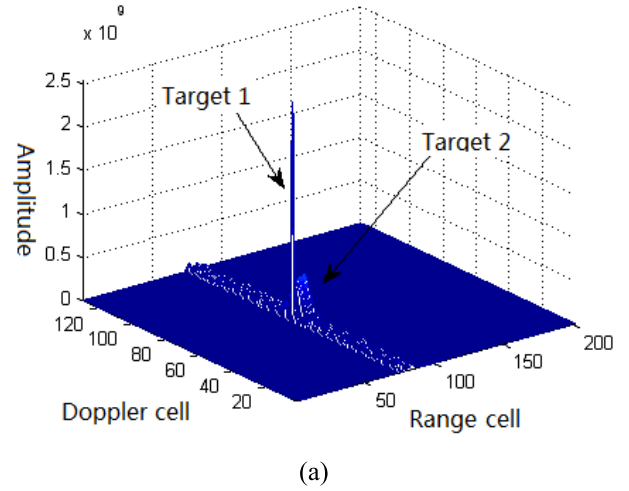 x 10
9
2.5
2
1.5
1
0.5
0
Amplitude
Target 1
Target 2
120
100
80
60
40
20
Doppler cell
50
100
150
200
Range cell
(a)